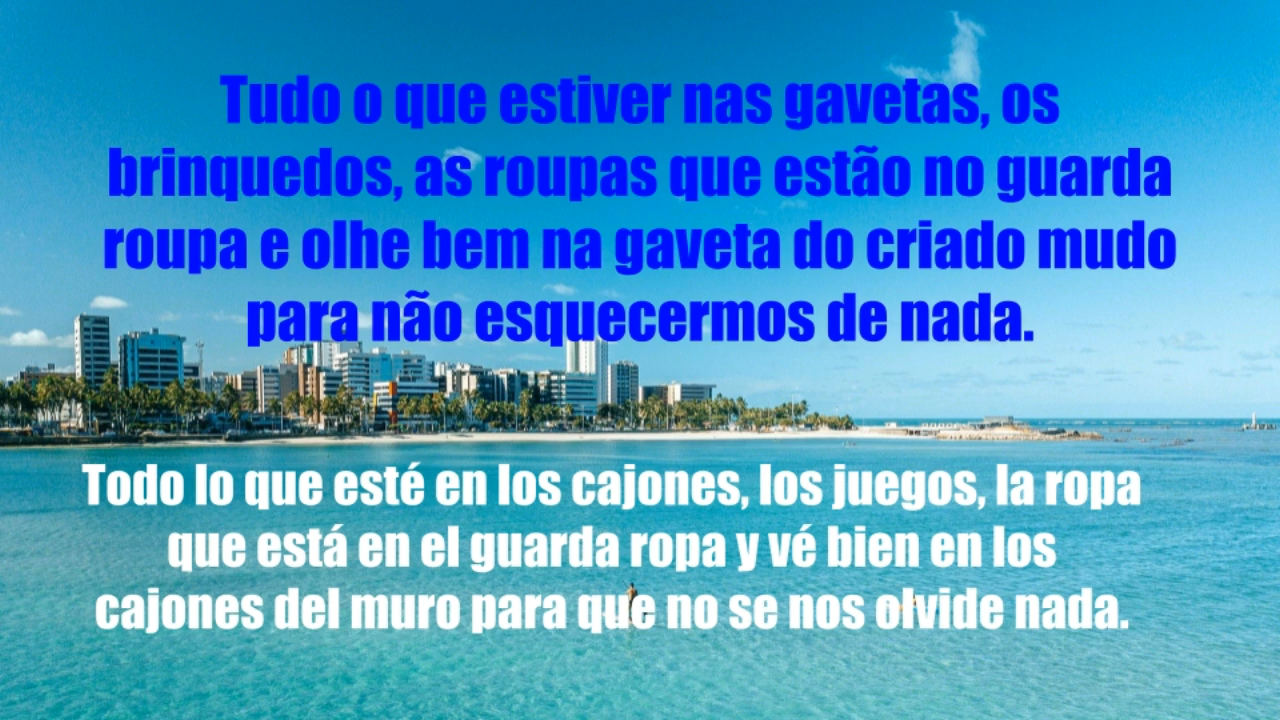 Tudo o que estiver nas gavetas, os
brinquedos, as roupas que estão no guarda
roupa e olhe bem na gaveta do criado mudo
para não esquecermos de nada.
Todo lo que esté en los cajones, los juegos, la ropa
que está en el guarda ropa y vé bien en los
cajones del muro para que no se nos olvide nada.